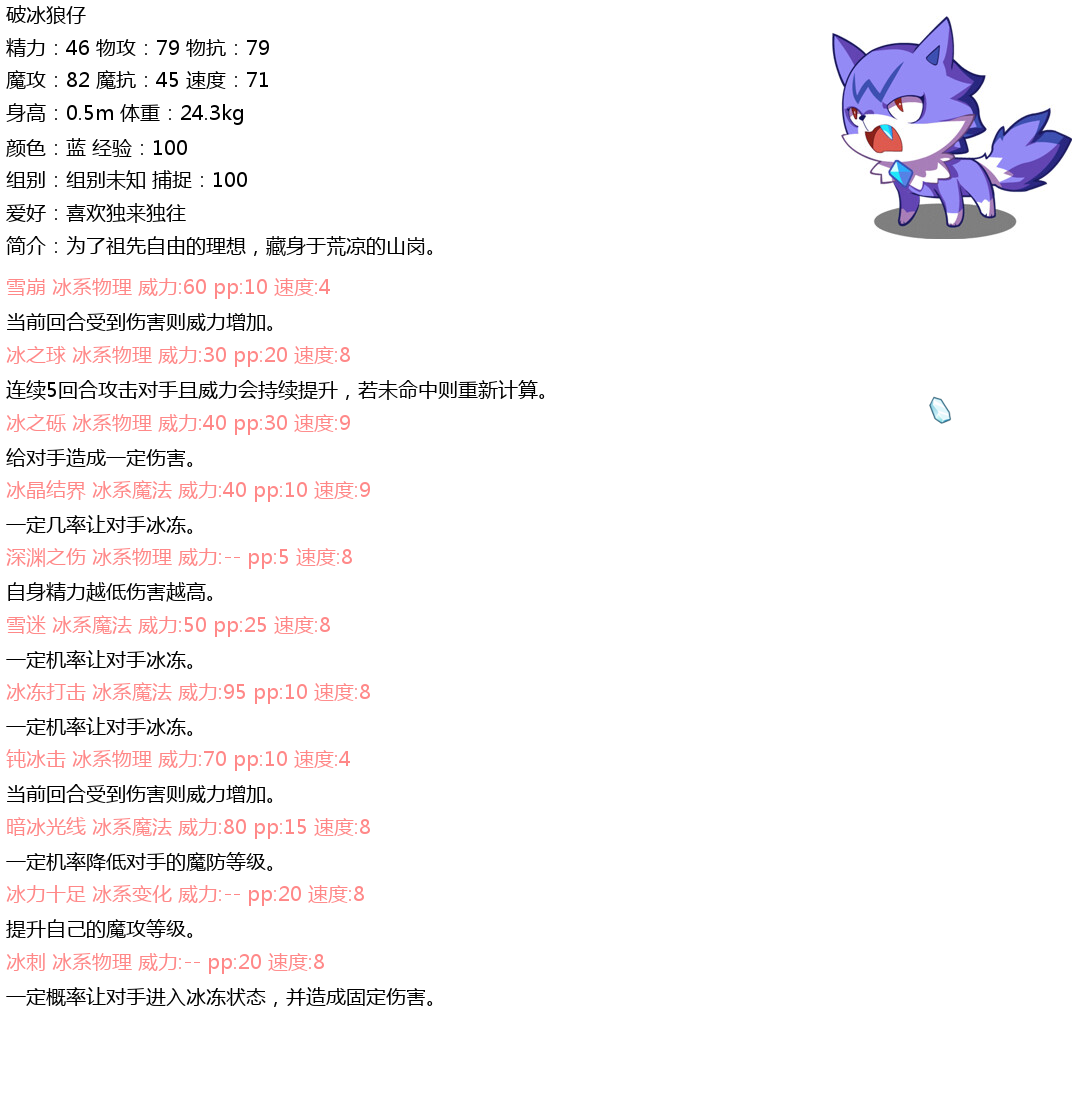 破冰狼仔
精力：46 物攻：79 物抗：79
魔攻：82 魔抗：45 速度：71
身高：0.5m 体重：24.3kg
颜色：蓝 经验：100
组别：组别未知 捕捉：100
爱好：喜欢独来独往
简介：为了祖先自由的理想，藏身于荒凉的山岗。
雪崩 冰系物理 威力:60 pp:10 速度:4
当前回合受到伤害则威力增加。
冰之球 冰系物理 威力:30 pp:20 速度:8
连续5回合攻击对手且威力会持续提升，若未命中则重新计算。
冰之砾 冰系物理 威力:40 pp:30 速度:9
给对手造成一定伤害。
冰晶结界 冰系魔法 威力:40 pp:10 速度:9
一定几率让对手冰冻。
深渊之伤 冰系物理 威力:-- pp:5 速度:8
自身精力越低伤害越高。
雪迷 冰系魔法 威力:50 pp:25 速度:8
一定机率让对手冰冻。
冰冻打击 冰系魔法 威力:95 pp:10 速度:8
一定机率让对手冰冻。
钝冰击 冰系物理 威力:70 pp:10 速度:4
当前回合受到伤害则威力增加。
暗冰光线 冰系魔法 威力:80 pp:15 速度:8
一定机率降低对手的魔防等级。
冰力十足 冰系变化 威力:-- pp:20 速度:8
提升自己的魔攻等级。
冰刺 冰系物理 威力:-- pp:20 速度:8
一定概率让对手进入冰冻状态，并造成固定伤害。